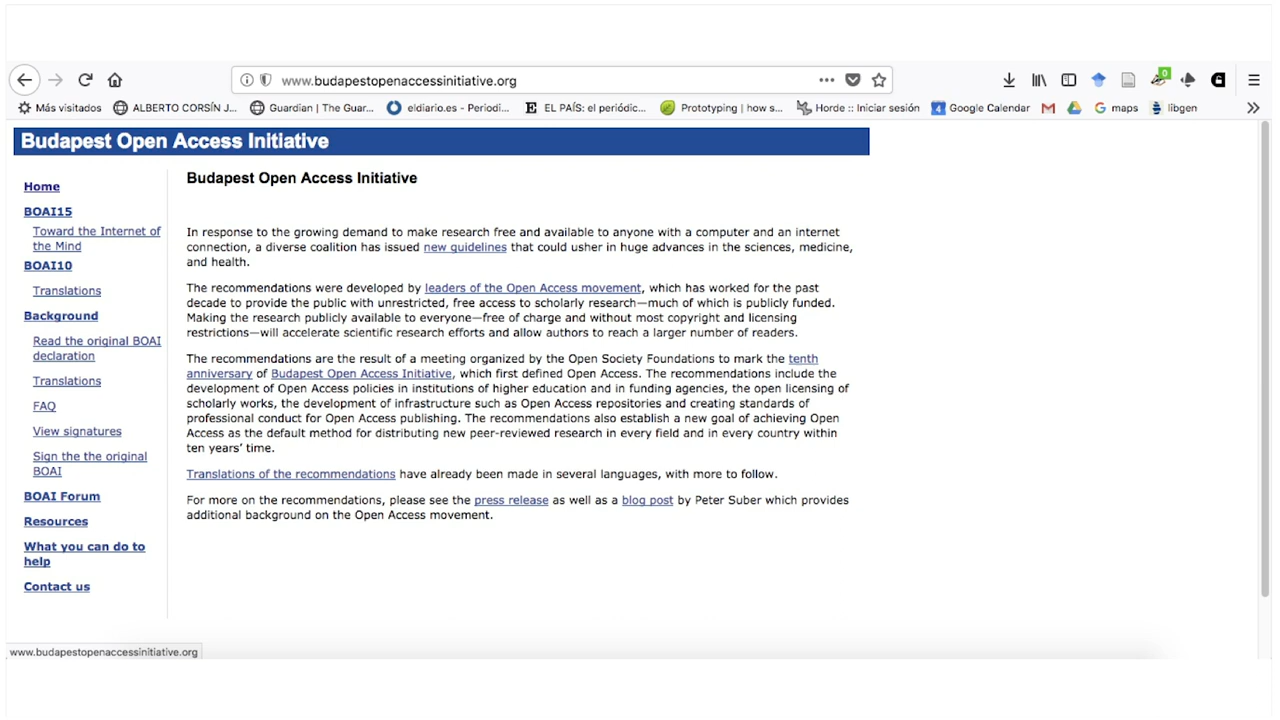 www.budapestopenaccessinitiative.org
0
Más visitados ALBERTO CORSÍN J... Guardian | The Guar... eldiario.es - Periodi... E EL PAÍS: el periódic... Prototyping | how s... Horde :: Iniciar sesión 4 Google Calendar maps libgen
Budapest Open Access Initiative
Home
BOAI15
Toward the Internet of
the Mind
BOAI10
Translations
Background
Read the original BOAI
declaration
Translations
FAQ
View signatures
Sign the the original
BOAI
BOAI Forum
Resources
What you can do to
help
Contact us
Budapest Open Access Initiative
In response to the growing demand to make research free and available to anyone with a computer and an internet
connection, a diverse coalition has issued new guidelines that could usher in huge advances in the sciences, medicine,
and health.
The recommendations were developed by leaders of the Open Access movement, which has worked for the past
decade to provide the public with unrestricted, free access to scholarly research—much of which is publicly funded.
Making the research publicly available to everyone—free of charge and without most copyright and licensing
restrictions—will accelerate scientific research efforts and allow authors to reach a larger number of readers.
The recommendations are the result of a meeting organized by the Open Society Foundations to mark the tenth
anniversary of Budapest Open Access Initiative, which first defined Open Access. The recommendations include the
development of Open Access policies in institutions of higher education and in funding agencies, the open licensing of
scholarly works, the development of infrastructure such as Open Access repositories and creating standards of
professional conduct for Open Access publishing. The recommendations also establish a new goal of achieving Open
Access as the default method for distributing new peer-reviewed research in every field and in every country within
ten years' time.
Translations of the recommendations have already been made in several languages, with more to follow.
For more on the recommendations, please see the press release as well as a blog post by Peter Suber which provides
additional background on the Open Access movement.
www.budapestopenaccessinitiative.org